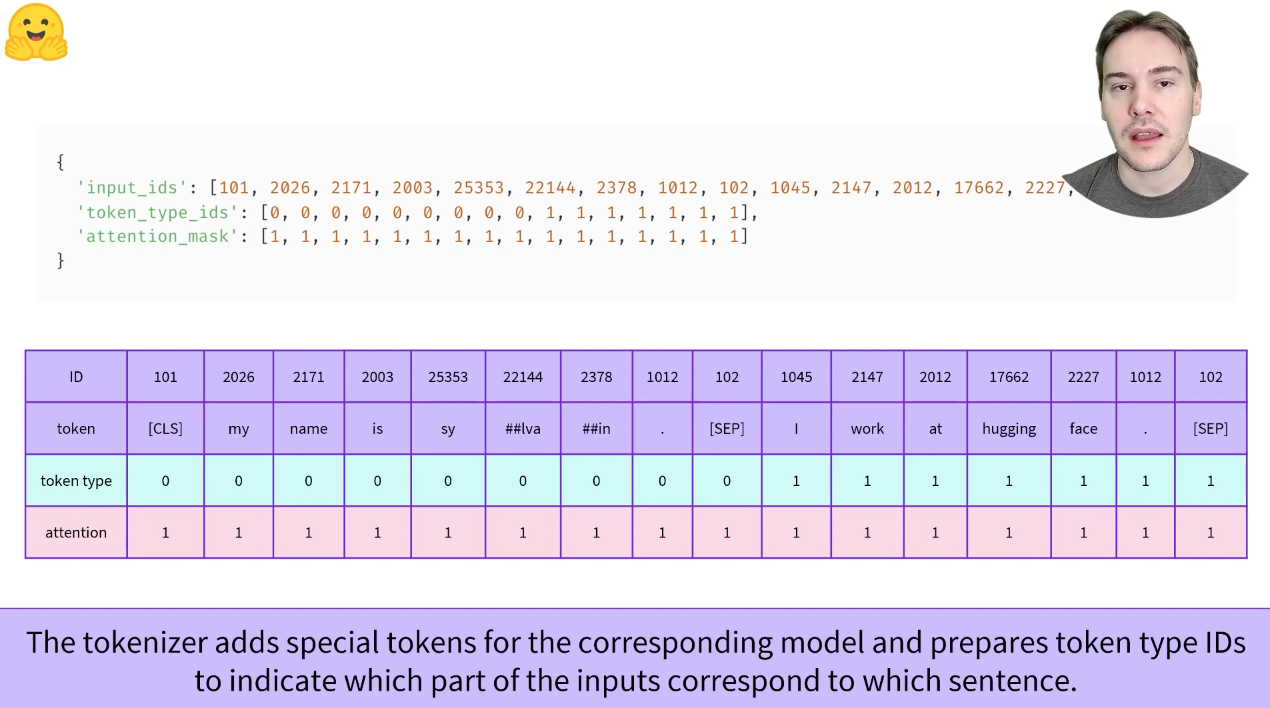 {
'input_ids': [101, 2026, 2171, 2003, 25353, 22144, 2378, 1012, 102, 1045, 2147, 2012, 17662, 2227,
'token_type_ids': [0, 0, 0, 0, 0, 0, 0, 0, 0, 1, 1, 1, 1, 1, 1, 1],
'attention_mask': [1, 1, 1, 1, 1, 1, 1, 1, 1, 1, 1, 1, 1, 1, 1, 1]
}
ID 101 2026 2171 2003 25353 22144 2378 1012 102 1045 2147 2012 17662 2227 1012 102
token [CLS] my name is sy ##lva ##in . [SEP] I work at hugging face . [SEP]
token type 0 0 0 0 0 0 0 0 0 1 1 1 1 1 1 1
attention 1 1 1 1 1 1 1 1 1 1 1 1 1 1 1 1
The tokenizer adds special tokens for the corresponding model and prepares token type IDs
to indicate which part of the inputs correspond to which sentence.